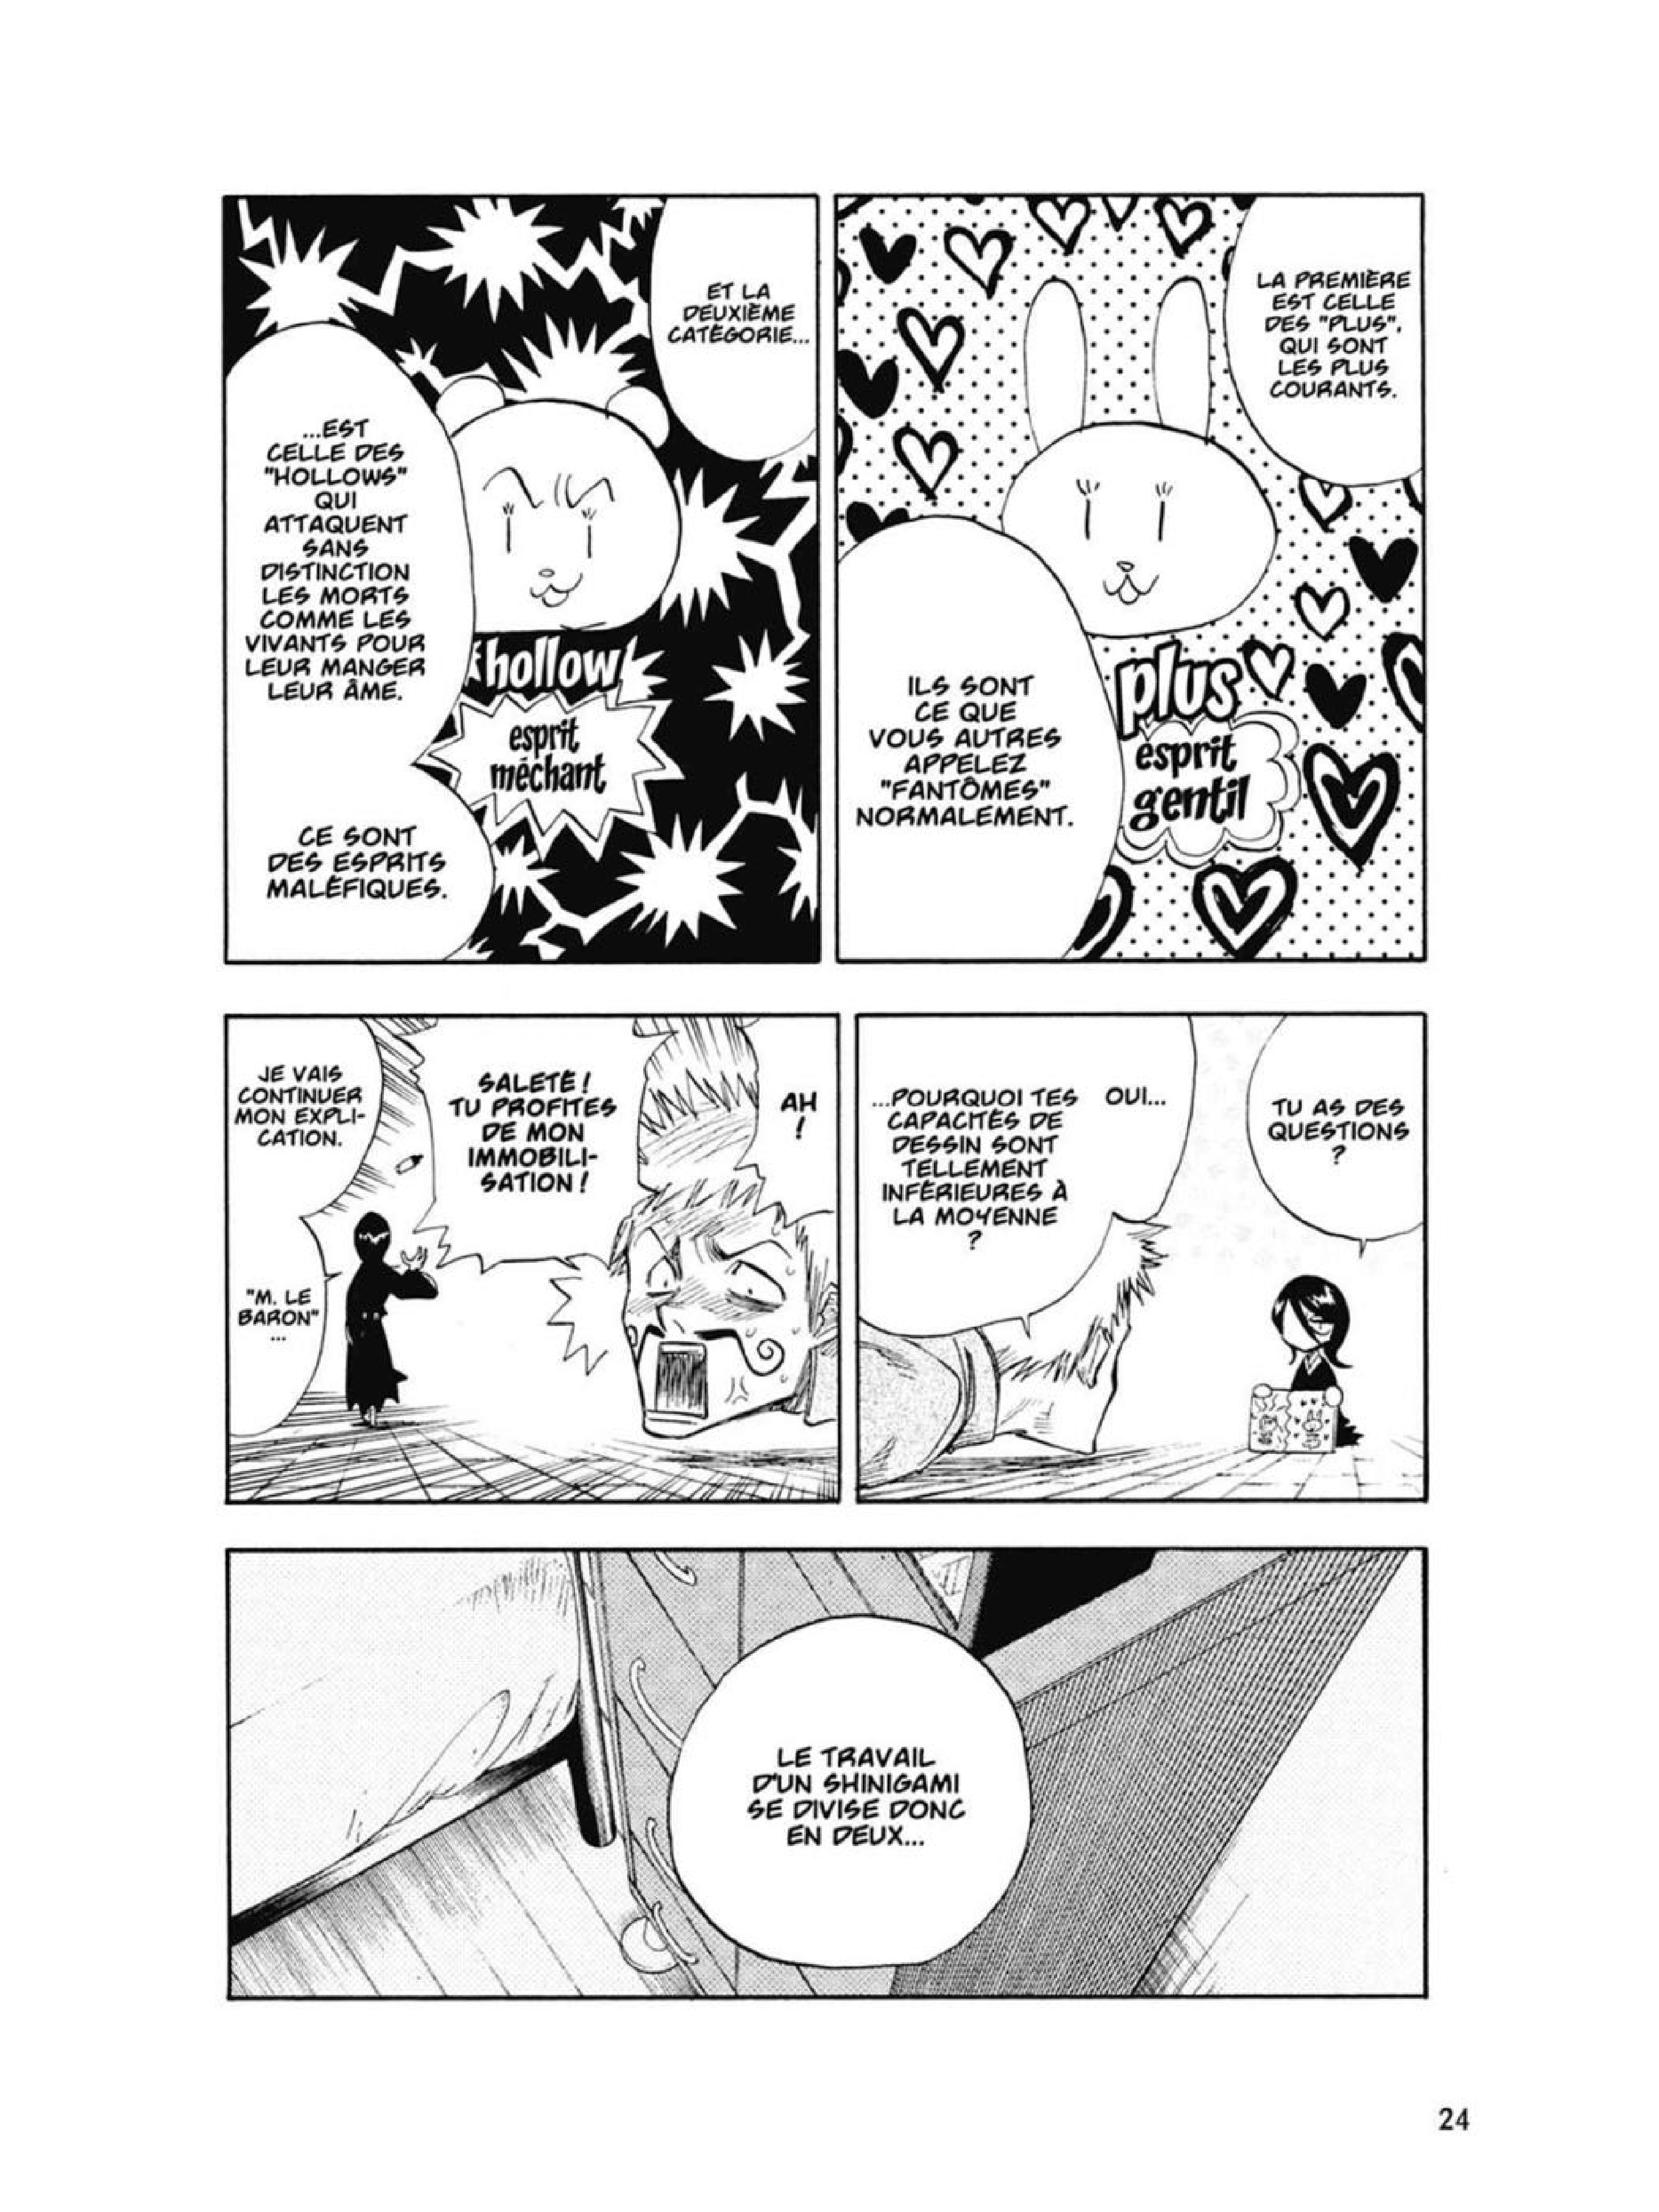 LA PREMIÈRE
EST CELLE
DES "PLUS",
QUI SONT
LES PLUS
COURANTS.
ILS SONT
CE QUE
VOUS AUTRES
APPELEZ
"FANTÔMES"
NORMALEMENT.
plus
esprit
gentil
ET LA
DEUXIÈME
CATÉGORIE...
...EST
CELLE DES
"HOLLOWS"
QUI
ATTAQUENT
SANS
DISTINCTION
LES MORTS
COMME LES
VIVANTS POUR
LEUR MANGER
LEUR ÂME.
hollow
esprit
méchant
CE SONT
DES ESPRITS
MALÉFIQUES.
TU AS DES
QUESTIONS
?
OUI...
...POURQUOI TES
CAPACITÉS DE
DESSIN SONT
TELLEMENT
INFÉRIEURES À
LA MOYENNE
?
AH
!
SALETÉ !
TU PROFITES
DE MON
IMMOBILI-
SATION !
JE VAIS
CONTINUER
MON EXPLI-
CATION.
"M. LE
BARON"
...
LE TRAVAIL
D'UN SHINIGAMI
SE DIVISE DONC
EN DEUX...
24